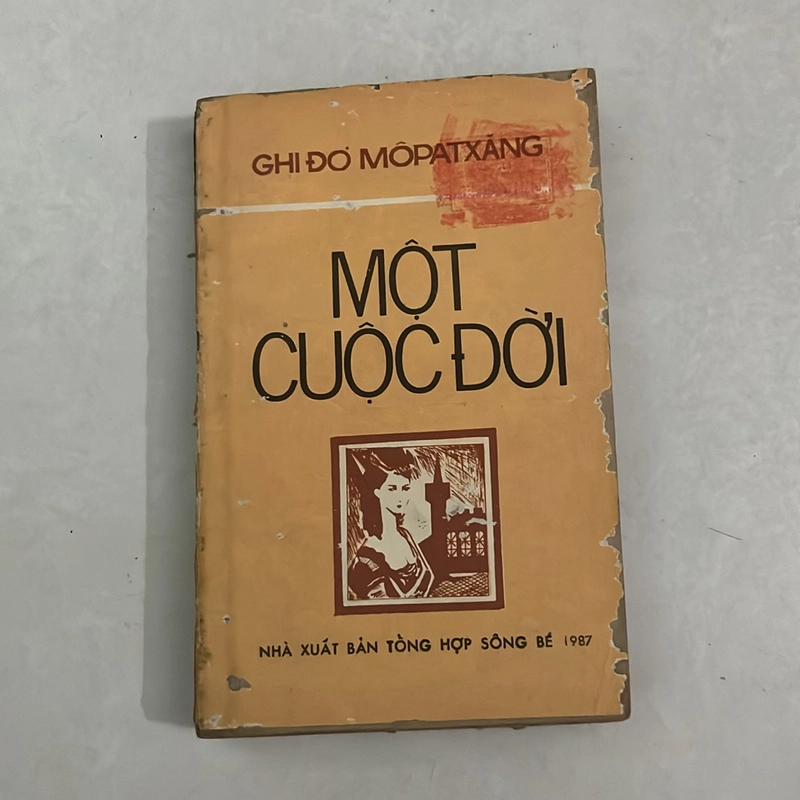 GHI ĐƠ MÔPATXĂNG
MỘT
CUỘC ĐỜI
NHÀ XUẤT BẢN TỔNG HỢP SÔNG BÉ 1987